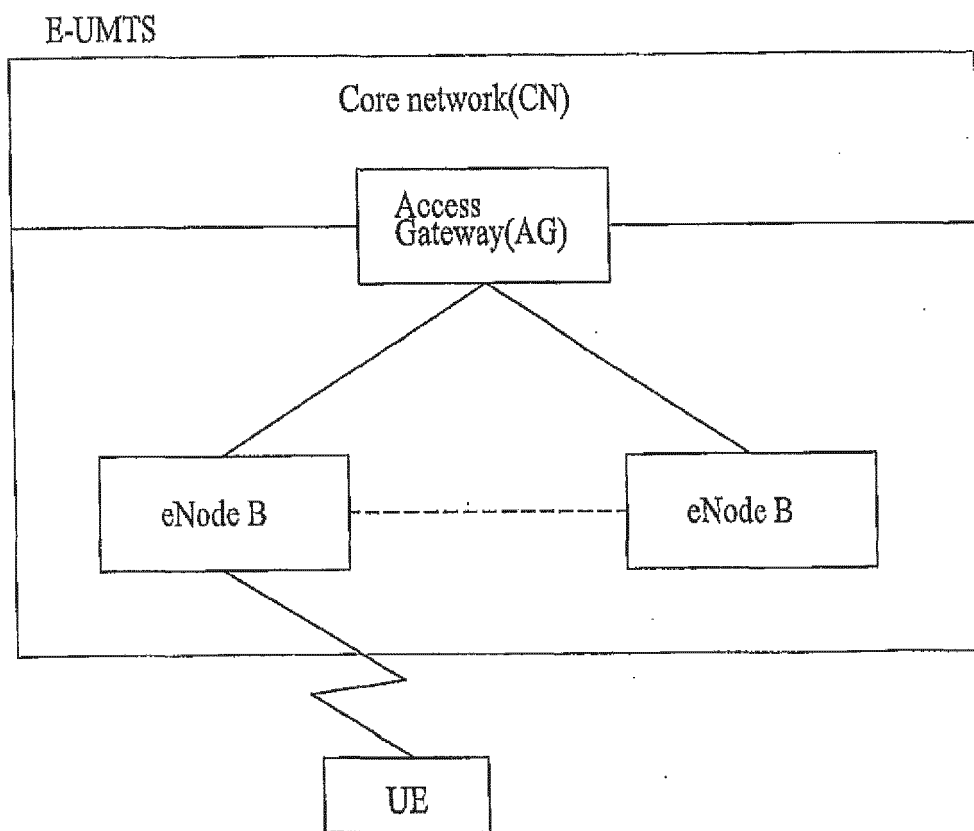 E-UMTS
Core network(CN)
Access
Gateway(AG)
eNode B
eNode B
UE